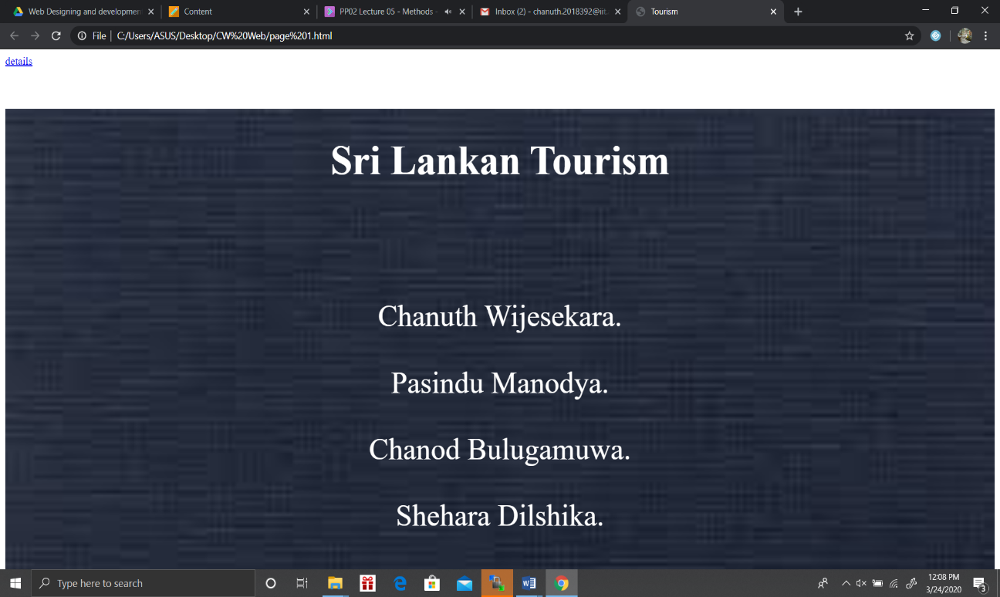 Web Designing and developmen
Content
PP02 Lecture 05 - Methods -
Inbox (2) - chanuth.2018392@iit.
Tourism
File
C:/Users/ASUS/Desktop/CW%20Web/page%201.html
details
Sri Lankan Tourism
Chanuth Wijesekara.
Pasindu Manodya.
Chanod Bulugamuwa.
Shehara Dilshika.
Type here to search
12:08 PM
3/24/2020
3